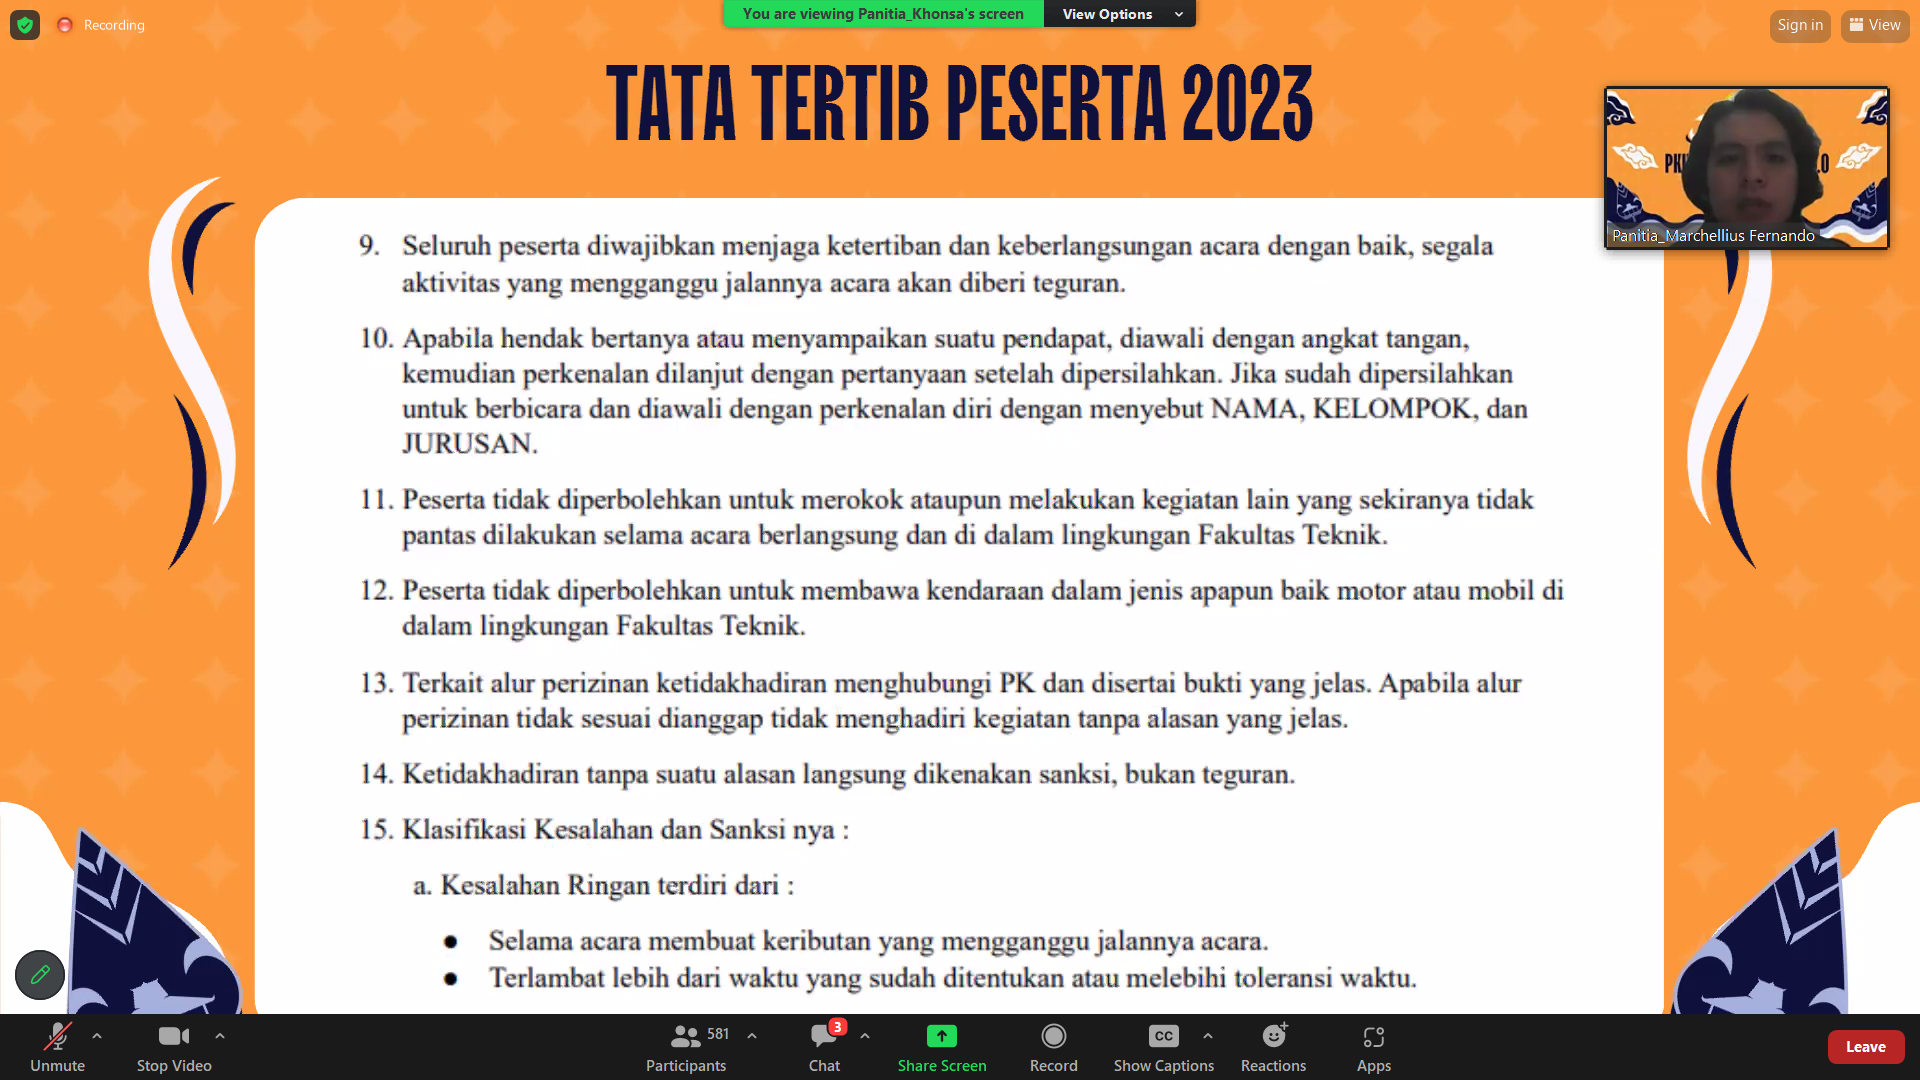 Recording
You are viewing Panitia_Khonsa's screen
View Options
Sign in
View
TATA TERTIB PESERTA 2023
Panitia_Marchellius Fernando
9. Seluruh peserta diwajibkan menjaga ketertiban dan keberlangsungan acara dengan baik, segala
aktivitas yang mengganggu jalannya acara akan diberi teguran.
10. Apabila hendak bertanya atau menyampaikan suatu pendapat, diawali dengan angkat tangan,
kemudian perkenalan dilanjut dengan pertanyaan setelah dipersilahkan. Jika sudah dipersilahkan
untuk berbicara dan diawali dengan perkenalan diri dengan menyebut NAMA, KELOMPOK, dan
JURUSAN.
11. Peserta tidak diperbolehkan untuk merokok ataupun melakukan kegiatan lain yang sekiranya tidak
pantas dilakukan selama acara berlangsung dan di dalam lingkungan Fakultas Teknik.
12. Peserta tidak diperbolehkan untuk membawa kendaraan dalam jenis apapun baik motor atau mobil di
dalam lingkungan Fakultas Teknik.
13. Terkait alur perizinan ketidakhadiran menghubungi PK dan disertai bukti yang jelas. Apabila alur
perizinan tidak sesuai dianggap tidak menghadiri kegiatan tanpa alasan yang jelas.
14. Ketidakhadiran tanpa suatu alasan langsung dikenakan sanksi, bukan teguran.
15. Klasifikasi Kesalahan dan Sanksi nya :
a. Kesalahan Ringan terdiri dari :
● Selama acara membuat keributan yang mengganggu jalannya acara.
● Terlambat lebih dari waktu yang sudah ditentukan atau melebihi toleransi waktu.
Unmute
Stop Video
581
Participants
3
Chat
Share Screen
Record
CC
Show Captions
Reactions
Apps
Leave